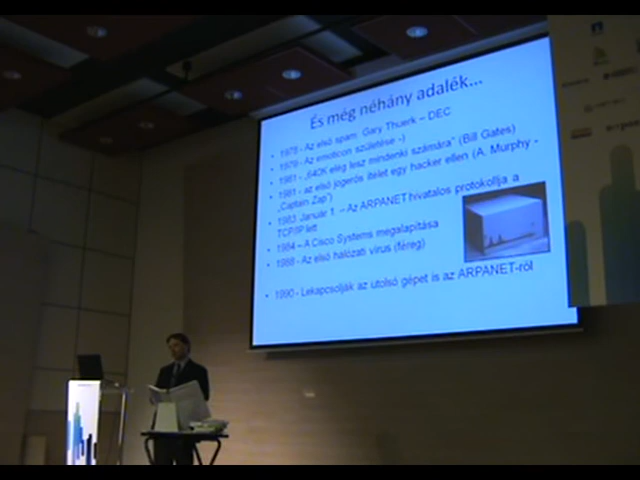 És még néhány adalék...
• 1978 - Az első spam: Gary Thuerk – DEC
• 1979 - Az emoticon születése :-)
• 1981 - „640K elég lesz mindenki számára” (Bill Gates)
• 1981 - az első jogerős ítélet egy hacker ellen (A. Murphy -
„Captain Zap”)
• 1983. Január 1. – Az ARPANET hivatalos protokollja a
TCP/IP lett
• 1984 – A Cisco Systems megalapítása
• 1988 - Az első hálózati vírus (féreg)
• 1990 - Lekapcsolják az utolsó gépet is az ARPANET-ról